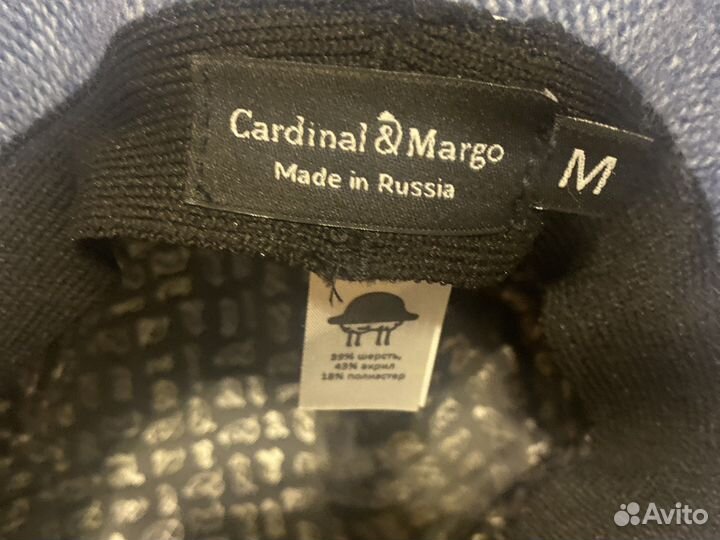 Cardinal & Margo
Made in Russia
M
39% шерсть,
43% акрил
18% полиэстер
Avito